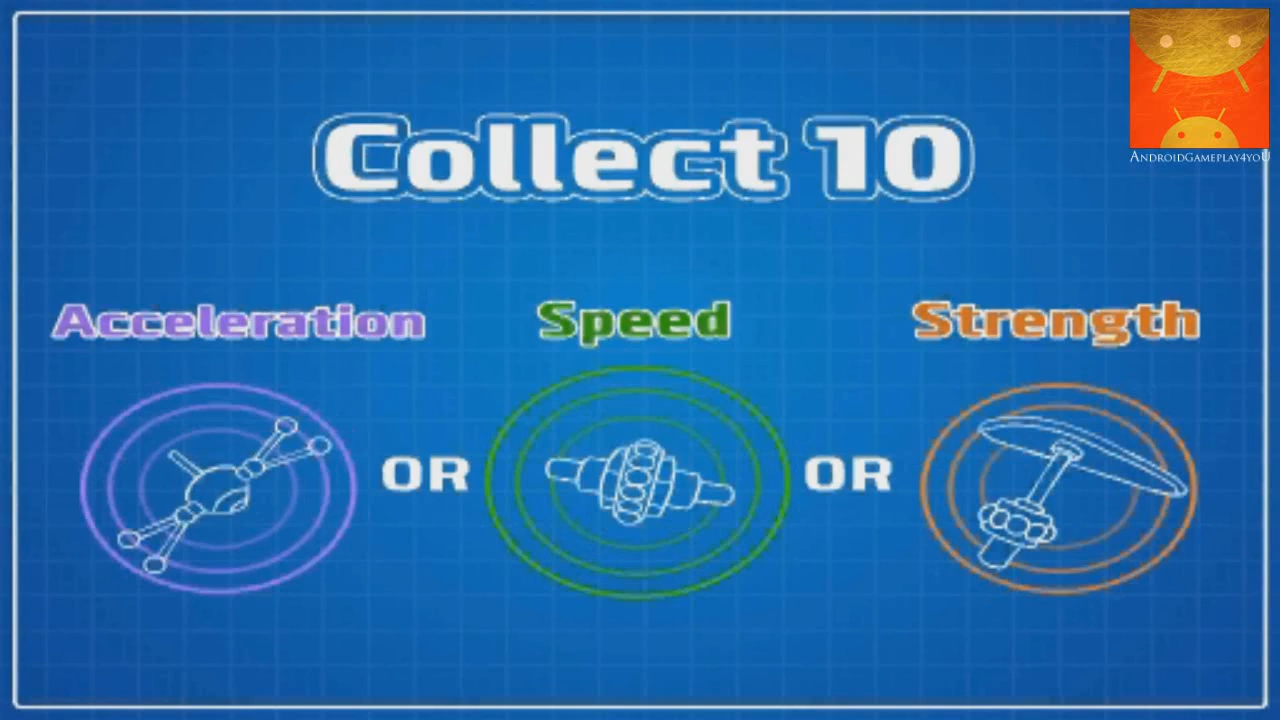 AndroidGameplay4yoU
Collect 10
Acceleration
Speed
Strength
OR
OR